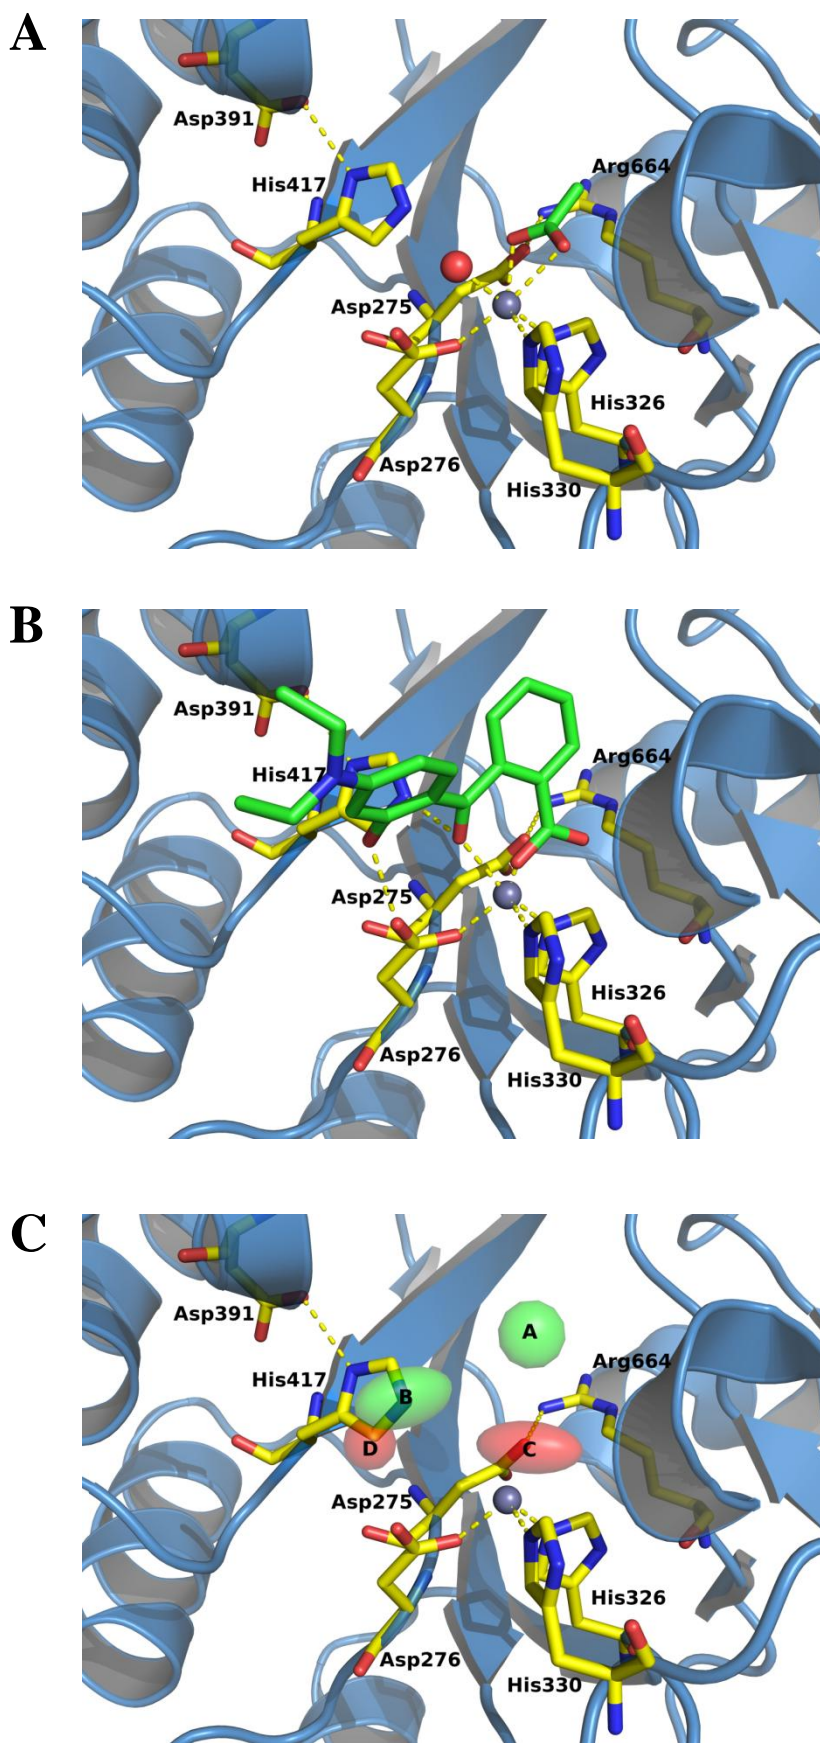 A
Asp391
Arg664
His417
Asp275
His326
Asp276
His330
B
Asp391
Arg664
His417
Asp275
His326
Asp276
His330
C
A
Asp391
Arg664
His417
B
D
C
Asp275
His326
Asp276
His330